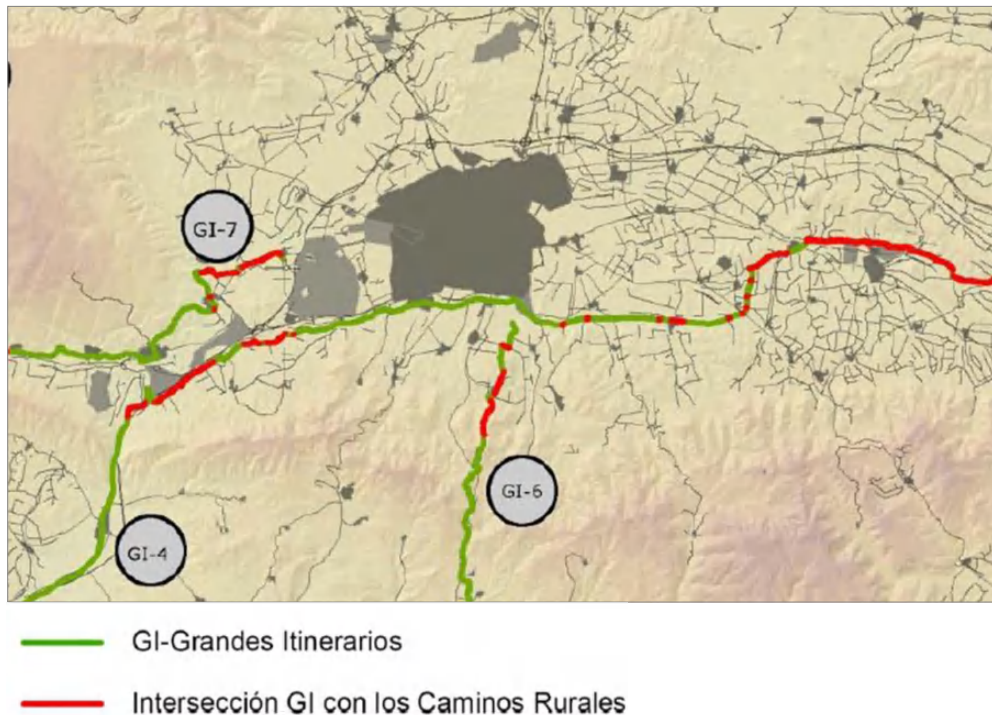 GI-7
GI-6
GI-4
GI-Grandes Itinerarios
Intersección GI con los Caminos Rurales